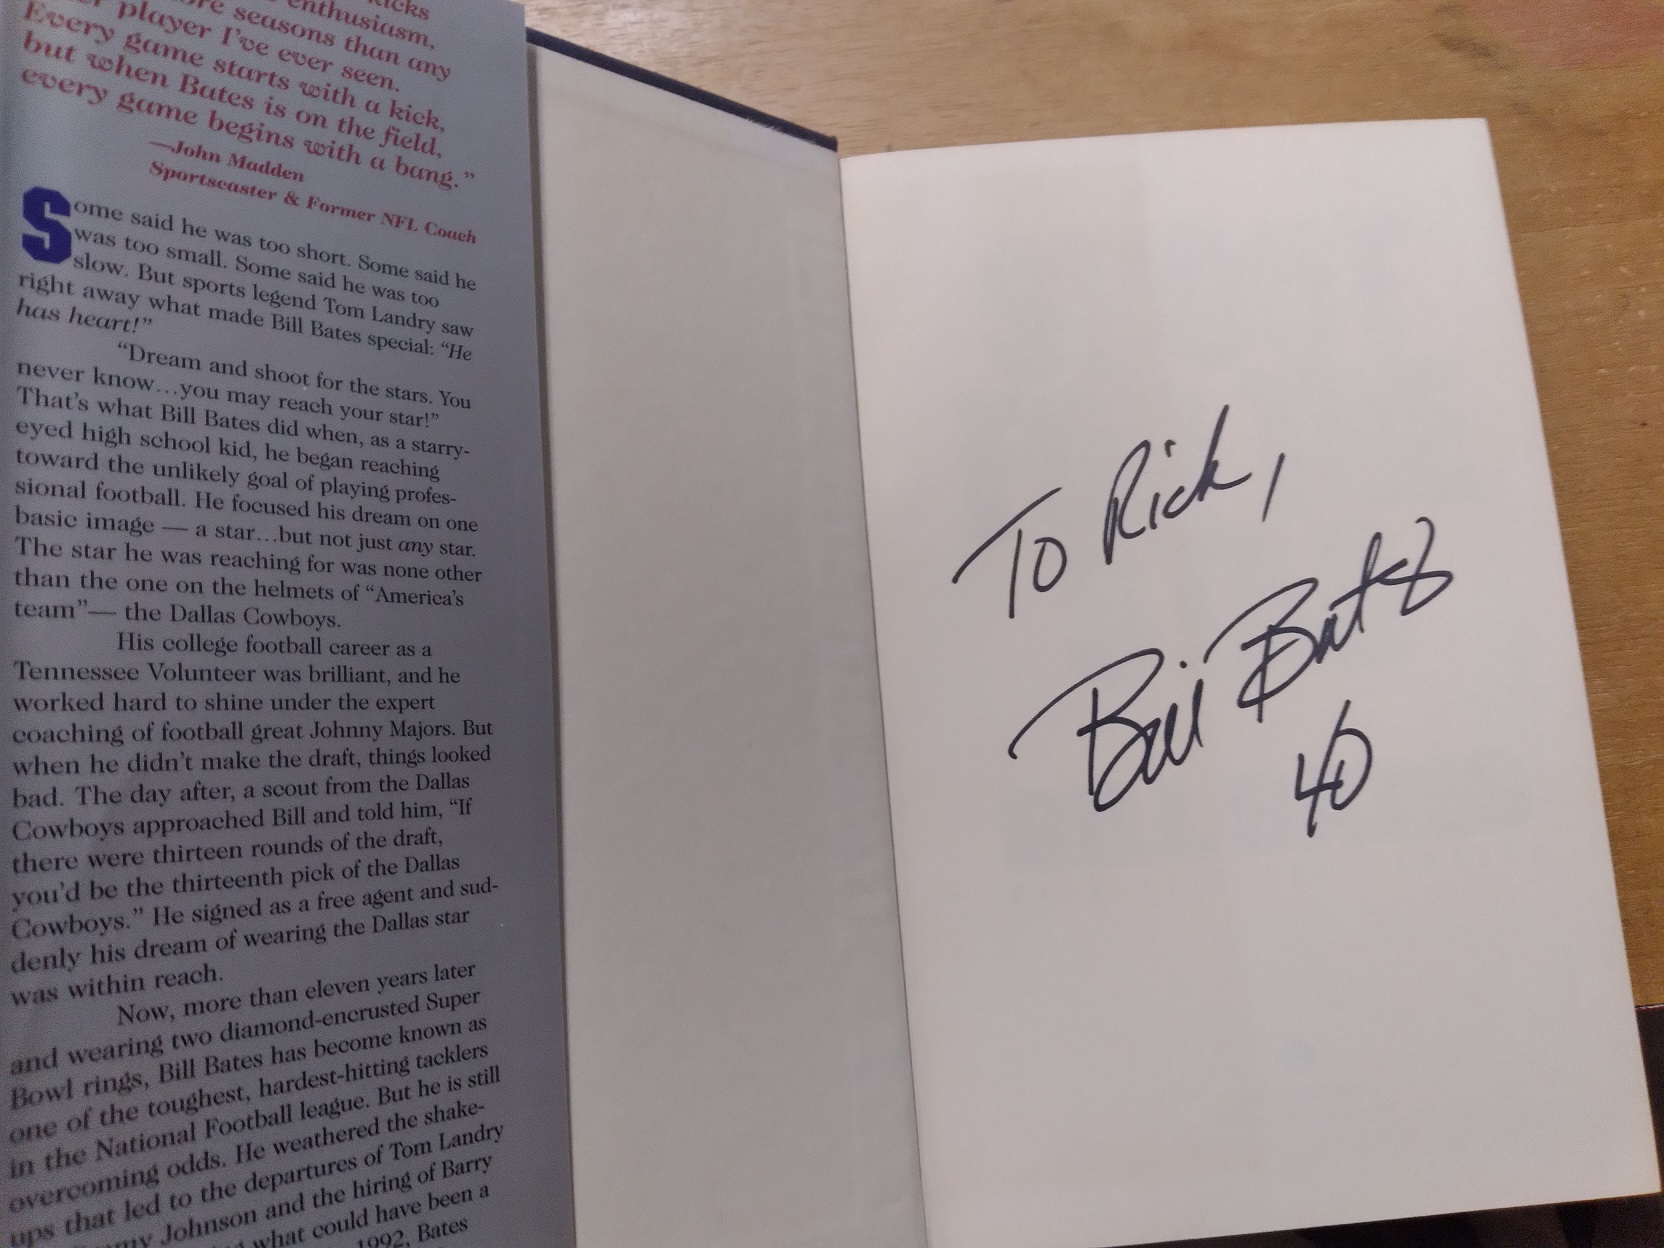 kicks
enthusiasm,
re seasons than any
player I've ever seen.
Every game starts with a kick,
but when Bates is on the field,
every game begins with a bang."
—John Madden
Sportscaster & Former NFL Coach
Some said he was too short. Some said he
was too small. Some said he was too
slow. But sports legend Tom Landry saw
right away what made Bill Bates special: "He
has heart!"
"Dream and shoot for the stars. You
never know...you may reach your star!"
That's what Bill Bates did when, as a starry-
eyed high school kid, he began reaching
toward the unlikely goal of playing profes-
sional football. He focused his dream on one
basic image — a star...but not just any star.
The star he was reaching for was none other
than the one on the helmets of "America's
team"— the Dallas Cowboys.
His college football career as a
Tennessee Volunteer was brilliant, and he
worked hard to shine under the expert
coaching of football great Johnny Majors. But
when he didn't make the draft, things looked
bad. The day after, a scout from the Dallas
Cowboys approached Bill and told him, "If
there were thirteen rounds of the draft,
you'd be the thirteenth pick of the Dallas
Cowboys." He signed as a free agent and sud-
denly his dream of wearing the Dallas star
was within reach.
Now, more than eleven years later
and wearing two diamond-encrusted Super
Bowl rings, Bill Bates has become known as
one of the toughest, hardest-hitting tacklers
in the National Football league. But he is still
overcoming odds. He weathered the shake-
ups that led to the departures of Tom Landry
Johnson and the hiring of Barry
what could have been a
1992, Bates
To Rick,
Bill Bates
40